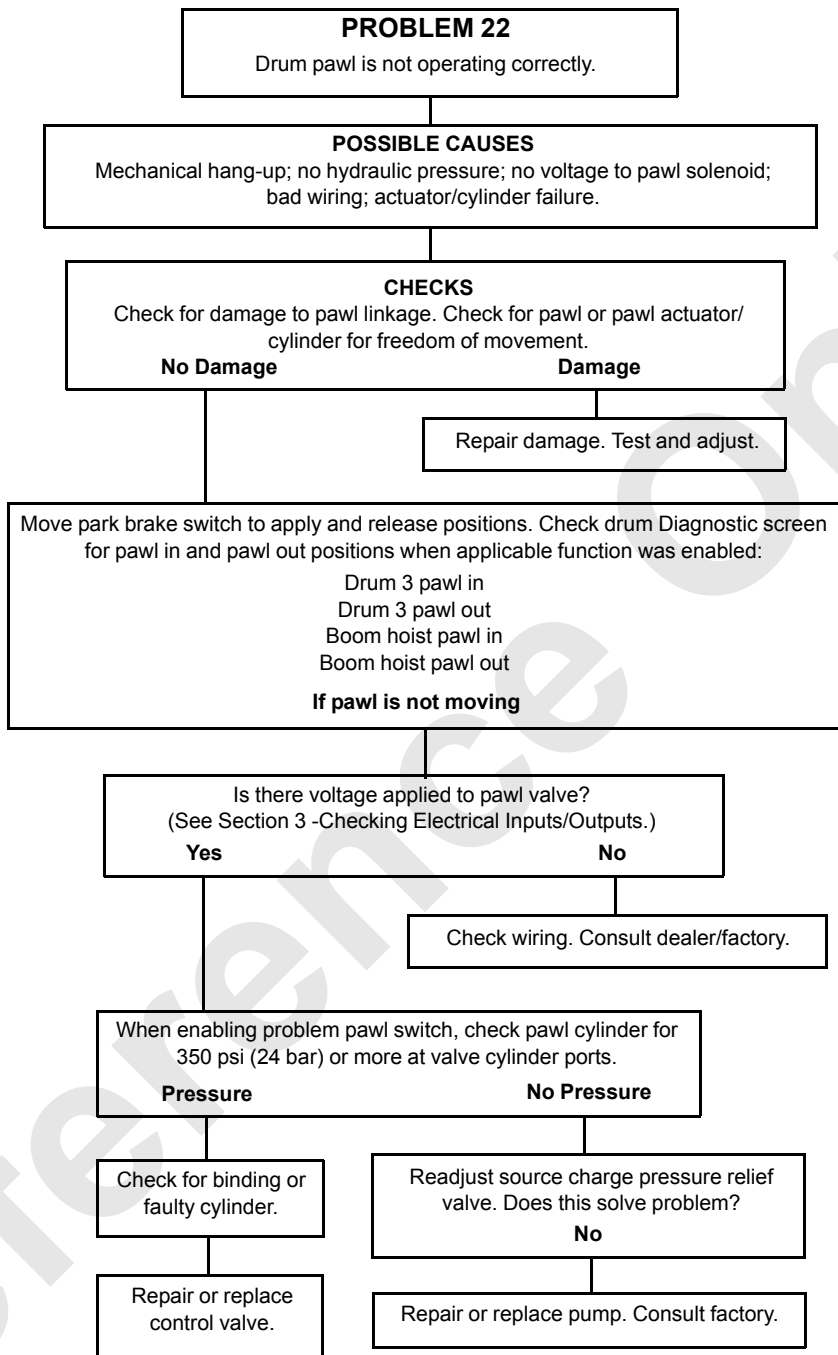 PROBLEM 22
Drum pawl is not operating correctly.
POSSIBLE CAUSES
Mechanical hang-up; no hydraulic pressure; no voltage to pawl solenoid;
bad wiring; actuator/cylinder failure.
CHECKS
Check for damage to pawl linkage. Check for pawl or pawl actuator/
cylinder for freedom of movement.
No Damage Damage
Repair damage. Test and adjust.
Move park brake switch to apply and release positions. Check drum Diagnostic screen
for pawl in and pawl out positions when applicable function was enabled:
Drum 3 pawl in
Drum 3 pawl out
Boom hoist pawl in
Boom hoist pawl out
If pawl is not moving
Is there voltage applied to pawl valve?
(See Section 3 -Checking Electrical Inputs/Outputs.)
Yes No
Check wiring. Consult dealer/factory.
When enabling problem pawl switch, check pawl cylinder for
350 psi (24 bar) or more at valve cylinder ports.
Pressure No Pressure
Check for binding or
faulty cylinder.
Readjust source charge pressure relief
valve. Does this solve problem?
No
Repair or replace
control valve.
Repair or replace pump. Consult factory.